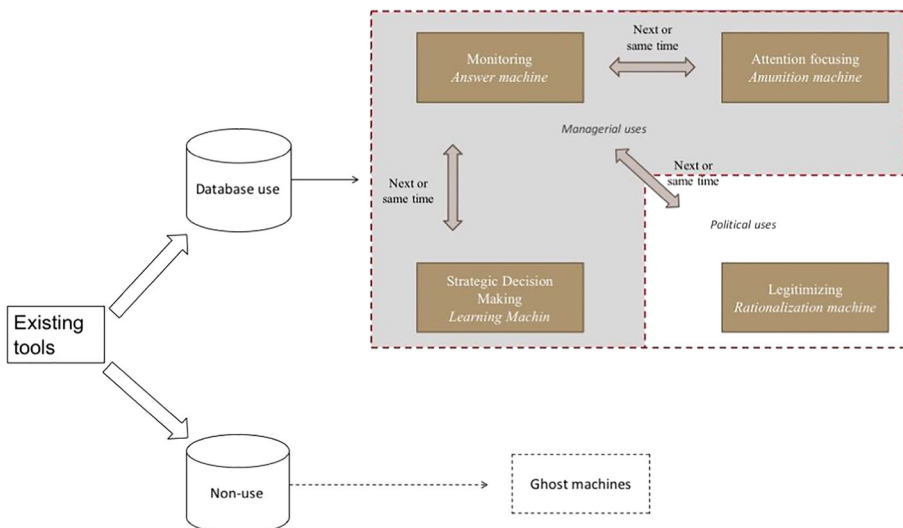 Next or
same time
Monitoring
Answer machine
Attention focusing
Amunition machine
Managerial uses
Database use
Next or
same time
Next or
same time
Political uses
Strategic Decision
Making
Learning Machin
Legitimizing
Rationalization machine
Existing
tools
Non-use
Ghost machines